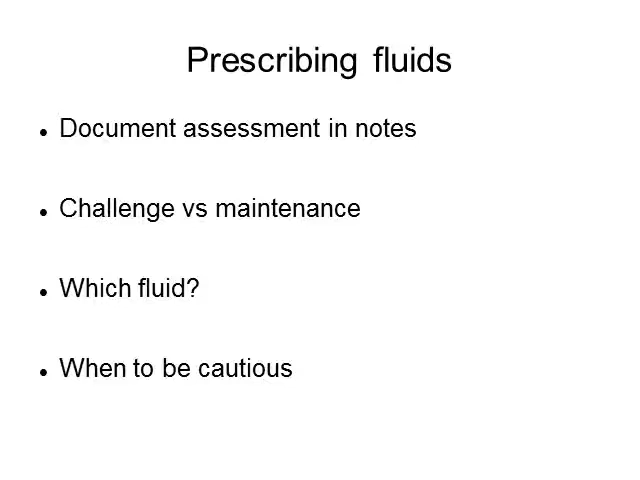 Prescribing fluids
● Document assessment in notes
● Challenge vs maintenance
● Which fluid?
● When to be cautious